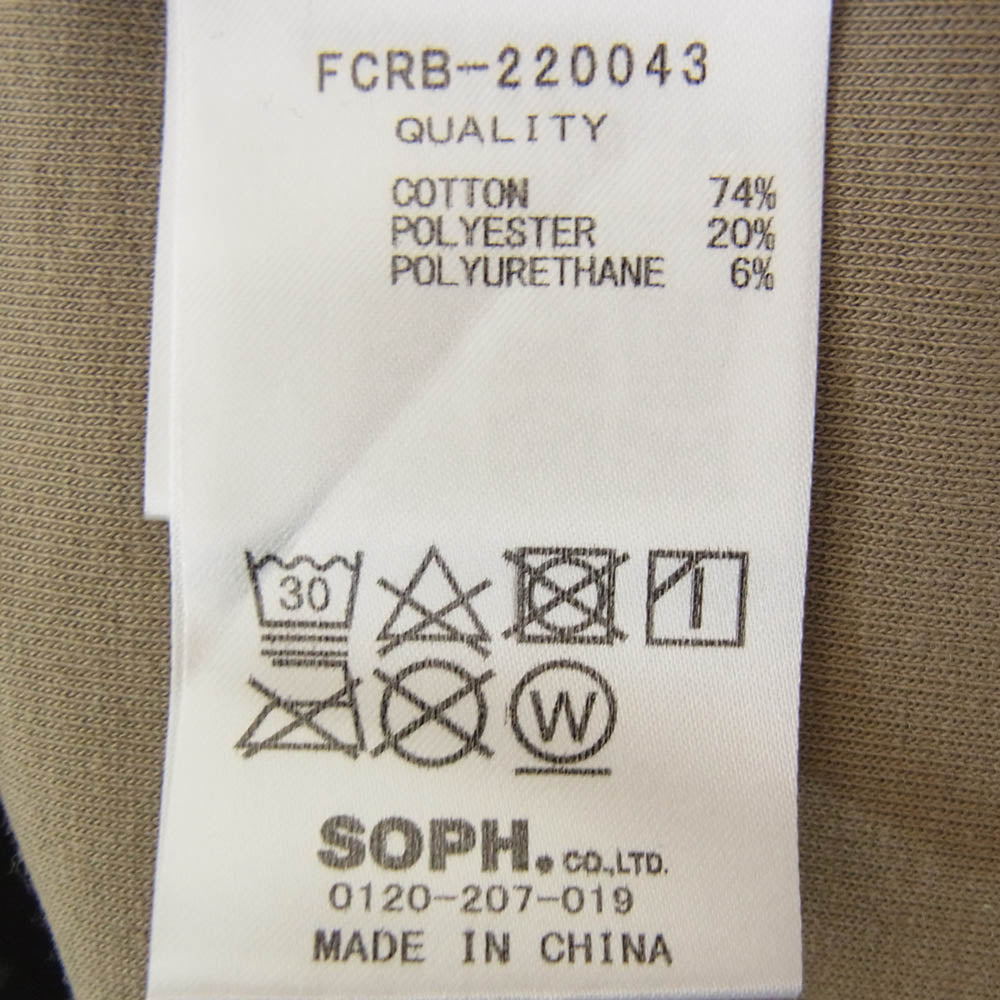 FCRB-220043
QUALITY
COTTON 74%
POLYESTER 20%
POLYURETHANE 6%
30
W
SOPH. CO.,LTD.
0120-207-019
MADE IN CHINA